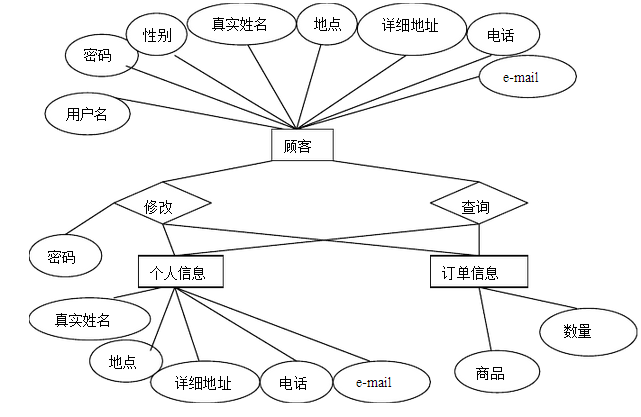 性别
真实姓名
地点
详细地址
电话
密码
e-mail
用户名
顾客
修改
查询
密码
个人信息
订单信息
真实姓名
数量
地点
详细地址
电话
e-mail
商品